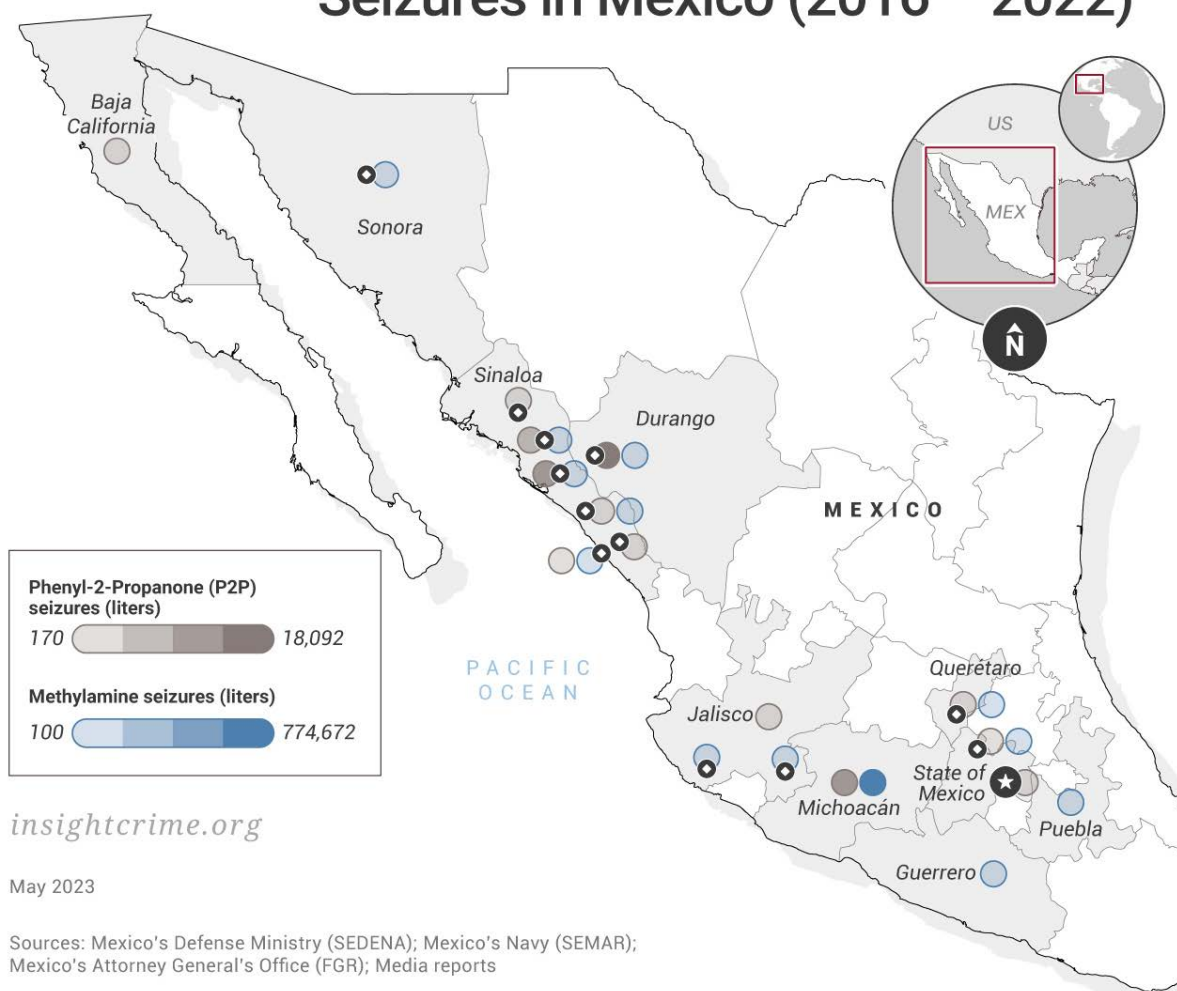 Seizures in Mexico (2016 – 2022)
US
MEX
N
Baja
California
Sonora
Sinaloa
Durango
MEXICO
Phenyl-2-Propanone (P2P)
seizures (liters)
170
18,092
Methylamine seizures (liters)
100
774,672
PACIFIC
OCEAN
Querétaro
Jalisco
State of
Mexico
Michoacán
Puebla
Guerrero
insightcrime.org
May 2023
Sources: Mexico's Defense Ministry (SEDENA); Mexico's Navy (SEMAR);
Mexico's Attorney General's Office (FGR); Media reports